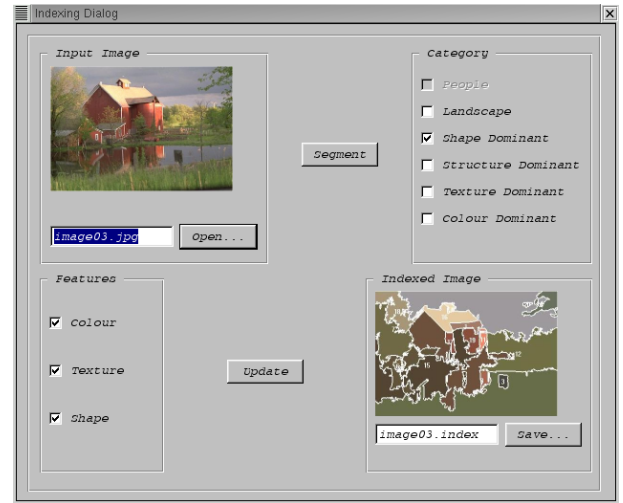 Indexing Dialog
Input Image
image03.jpg
Open...
Segment
Category
People
Landscape
Shape Dominant
Structure Dominant
Texture Dominant
Colour Dominant
Features
Colour
Texture
Shape
Update
Indexed Image
image03.index
Save...